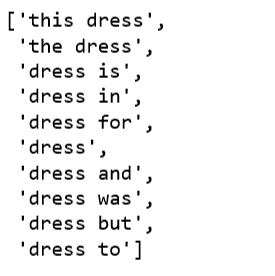 ['this dress',
 'the dress',
 'dress is',
 'dress in',
 'dress for',
 'dress',
 'dress and',
 'dress was',
 'dress but',
 'dress to']